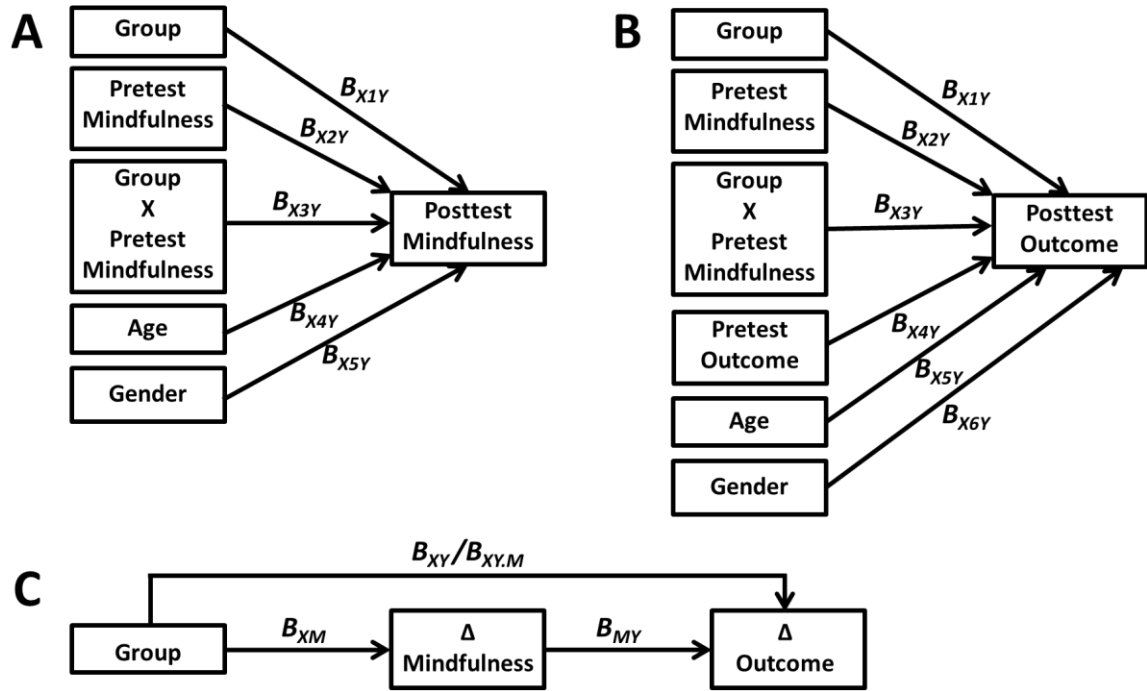 A
Group
Pretest
Mindfulness
Group
X
Pretest
Mindfulness
Age
Gender
B_X1Y
B_X2Y
B_X3Y
B_X4Y
B_X5Y
Posttest
Mindfulness
B
Group
Pretest
Mindfulness
Group
X
Pretest
Mindfulness
Pretest
Outcome
Age
Gender
B_X1Y
B_X2Y
B_X3Y
B_X4Y
B_X5Y
B_X6Y
Posttest
Outcome
C
B_XY/B_XY.M
Group
B_XM
Δ
Mindfulness
B_MY
Δ
Outcome